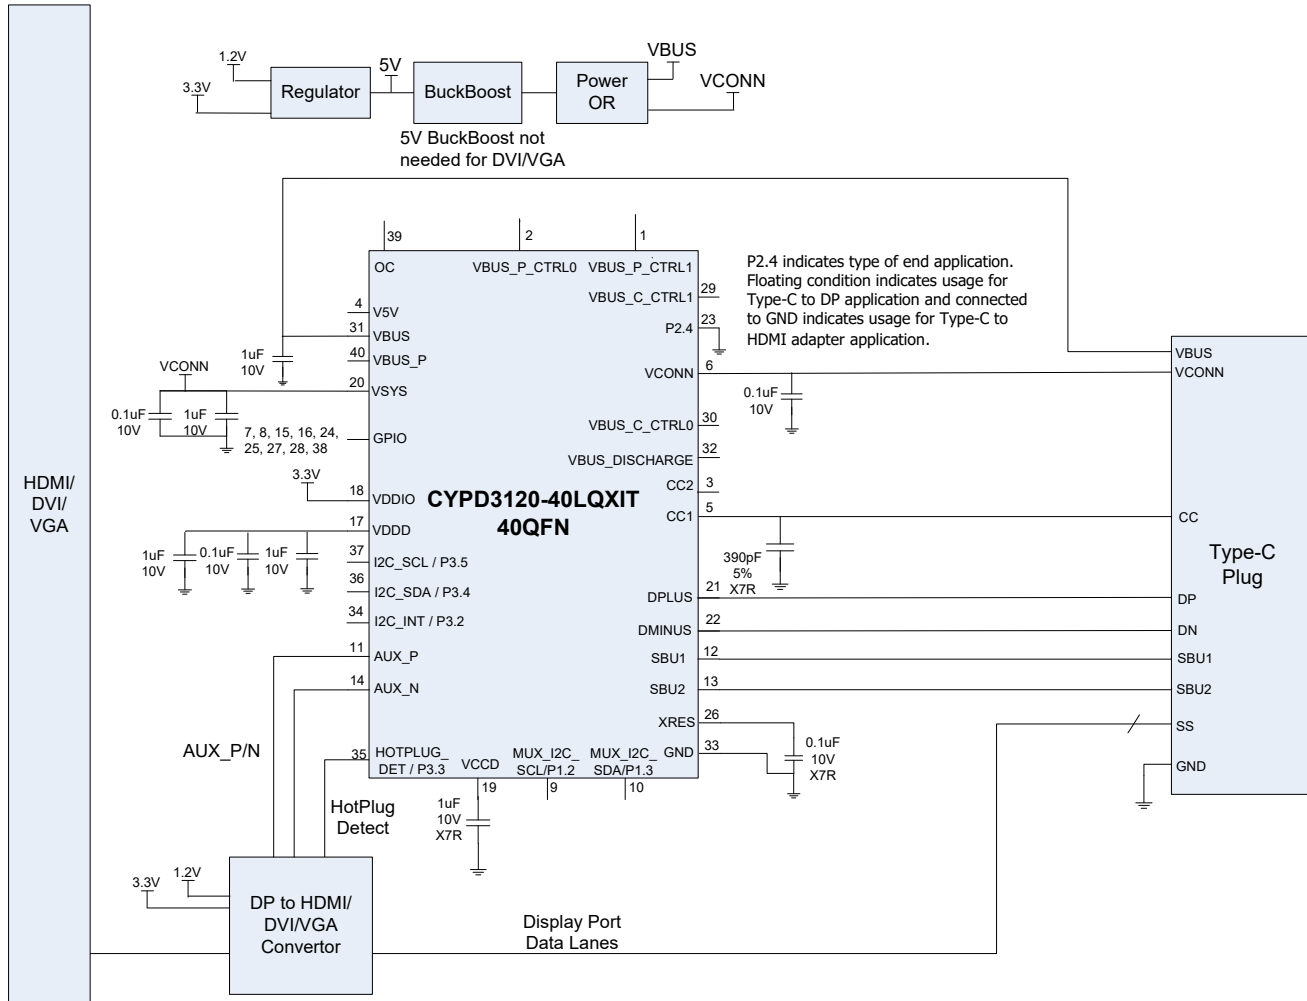 1.2V
3.3V
Regulator
5V
BuckBoost
Power
OR
VBUS
VCONN
5V BuckBoost not
needed for DVI/VGA
HDMI/
DVI/
VGA
39
OC
2
VBUS_P_CTRL0
1
VBUS_P_CTRL1
P2.4 indicates type of end application.
Floating condition indicates usage for
Type-C to DP application and connected
to GND indicates usage for Type-C to
HDMI adapter application.
4
V5V
31
VBUS
40
VBUS_P
20
VSYS
1uF
10V
VCONN
0.1uF
10V
1uF
10V
7, 8, 15, 16, 24,
25, 27, 28, 38
GPIO
3.3V
18
VDDIO
17
VDDD
1uF
10V
0.1uF
10V
1uF
10V
37
I2C_SCL / P3.5
36
I2C_SDA / P3.4
34
I2C_INT / P3.2
11
AUX_P
14
AUX_N
35
HOTPLUG_
DET / P3.3
CYPD3120-40LQXIT
40QFN
VBUS_C_CTRL1
29
P2.4
23
VCONN
6
0.1uF
10V
VBUS_C_CTRL0
30
VBUS_DISCHARGE
32
CC2
3
CC1
5
390pF
5%
X7R
DPLUS
21
DMINUS
22
SBU1
12
SBU2
13
XRES
26
GND
33
0.1uF
10V
X7R
VCCD
19
1uF
10V
X7R
MUX_I2C_
SCL/P1.2
9
MUX_I2C_
SDA/P1.3
10
VBUS
VCONN
CC
Type-C
Plug
DP
DN
SBU1
SBU2
SS
GND
AUX_P/N
HotPlug
Detect
3.3V
1.2V
DP to HDMI/
DVI/VGA
Convertor
Display Port
Data Lanes